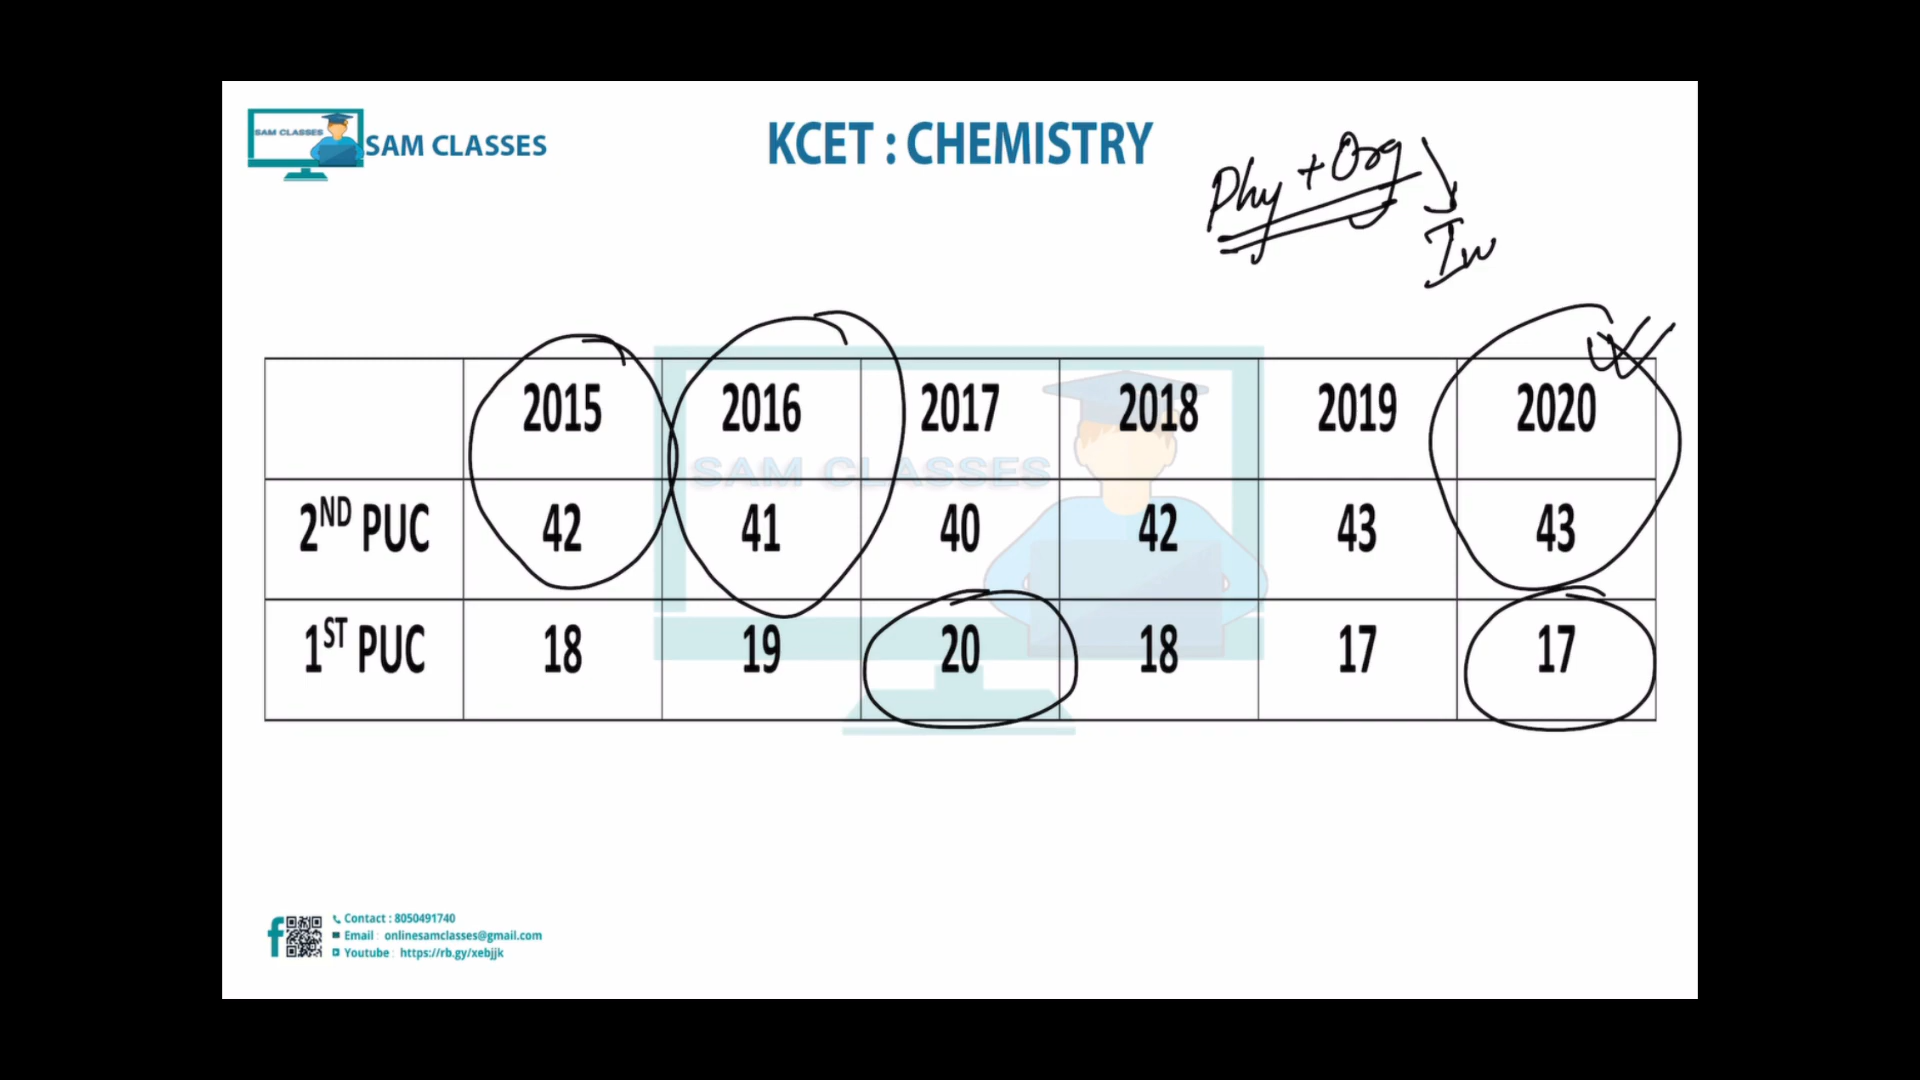 SAM CLASSES
SAM CLASSES
KCET : CHEMISTRY
Phy + Org
In
2015 2016 2017 2018 2019 2020
SAM CLASSES
2ND PUC 42 41 40 42 43 43
1ST PUC 18 19 20 18 17 17
Contact : 8050491740
Email : onlinesamclasses@gmail.com
Youtube : https://rb.gy/xebjjk